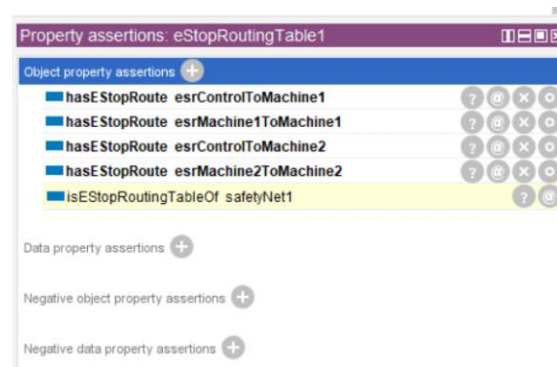 Property assertions: eStopRoutingTable1
Object property assertions
hasEStopRoute esrControlToMachine1
hasEStopRoute esrMachine1ToMachine1
hasEStopRoute esrControlToMachine2
hasEStopRoute esrMachine2ToMachine2
isEStopRoutingTableOf safetyNet1
Data property assertions
Negative object property assertions
Negative data property assertions